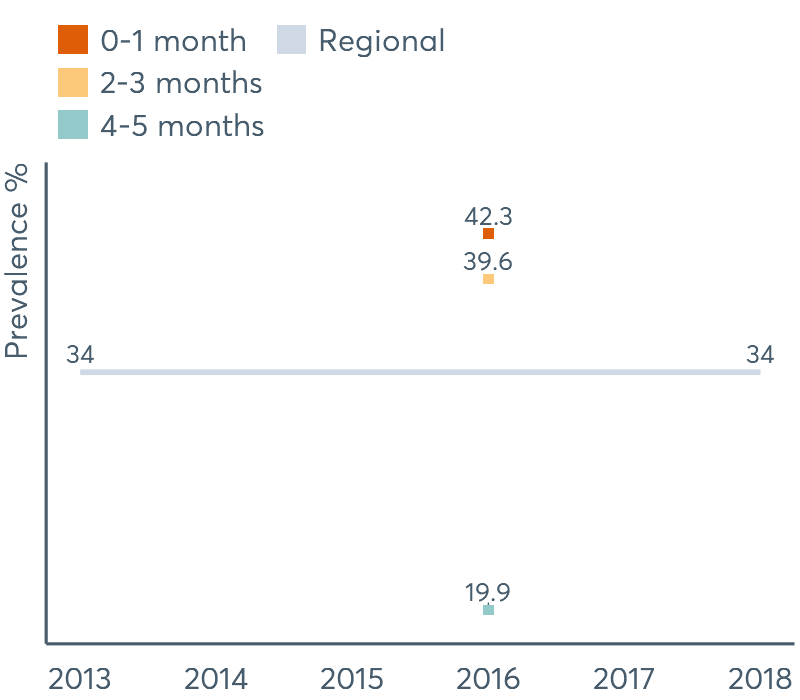 0-1 month
Regional
2-3 months
4-5 months
Prevalence %
42.3
39.6
34
34
19.9
2013
2014
2015
2016
2017
2018